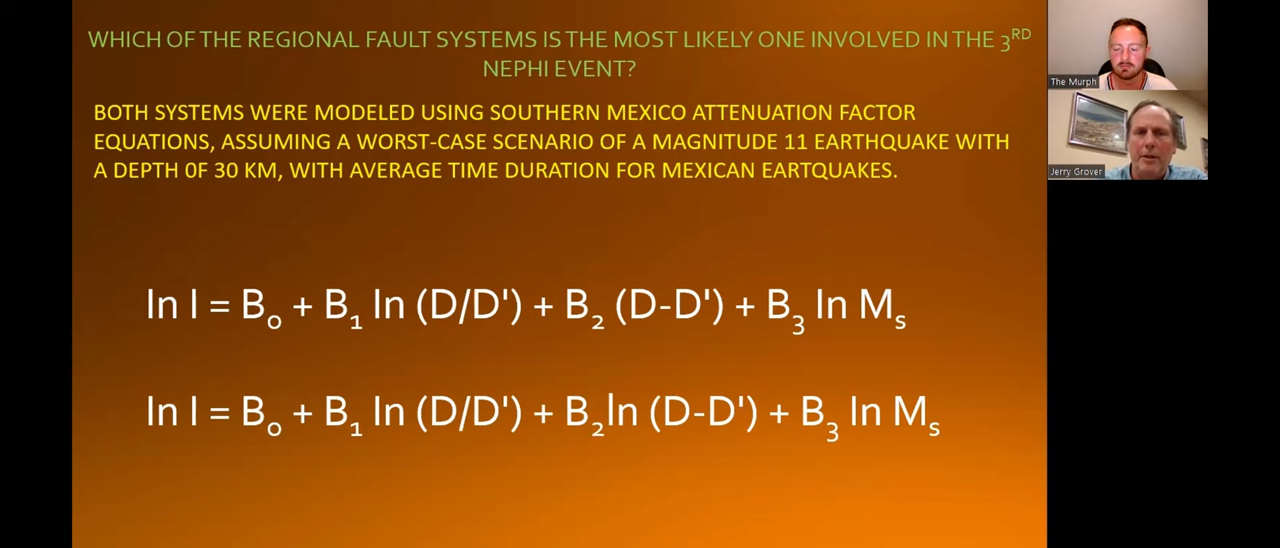 WHICH OF THE REGIONAL FAULT SYSTEMS IS THE MOST LIKELY ONE INVOLVED IN THE 3RD
NEPHI EVENT?
BOTH SYSTEMS WERE MODELED USING SOUTHERN MEXICO ATTENUATION FACTOR
EQUATIONS, ASSUMING A WORST-CASE SCENARIO OF A MAGNITUDE 11 EARTHQUAKE WITH
A DEPTH 0F 30 KM, WITH AVERAGE TIME DURATION FOR MEXICAN EARTQUAKES.
ln I = B₀ + B₁ ln (D/D') + B₂ (D-D') + B₃ ln Mₛ
ln I = B₀ + B₁ ln (D/D') + B₂ln (D-D') + B₃ ln Mₛ
The Murph
Jerry Grover